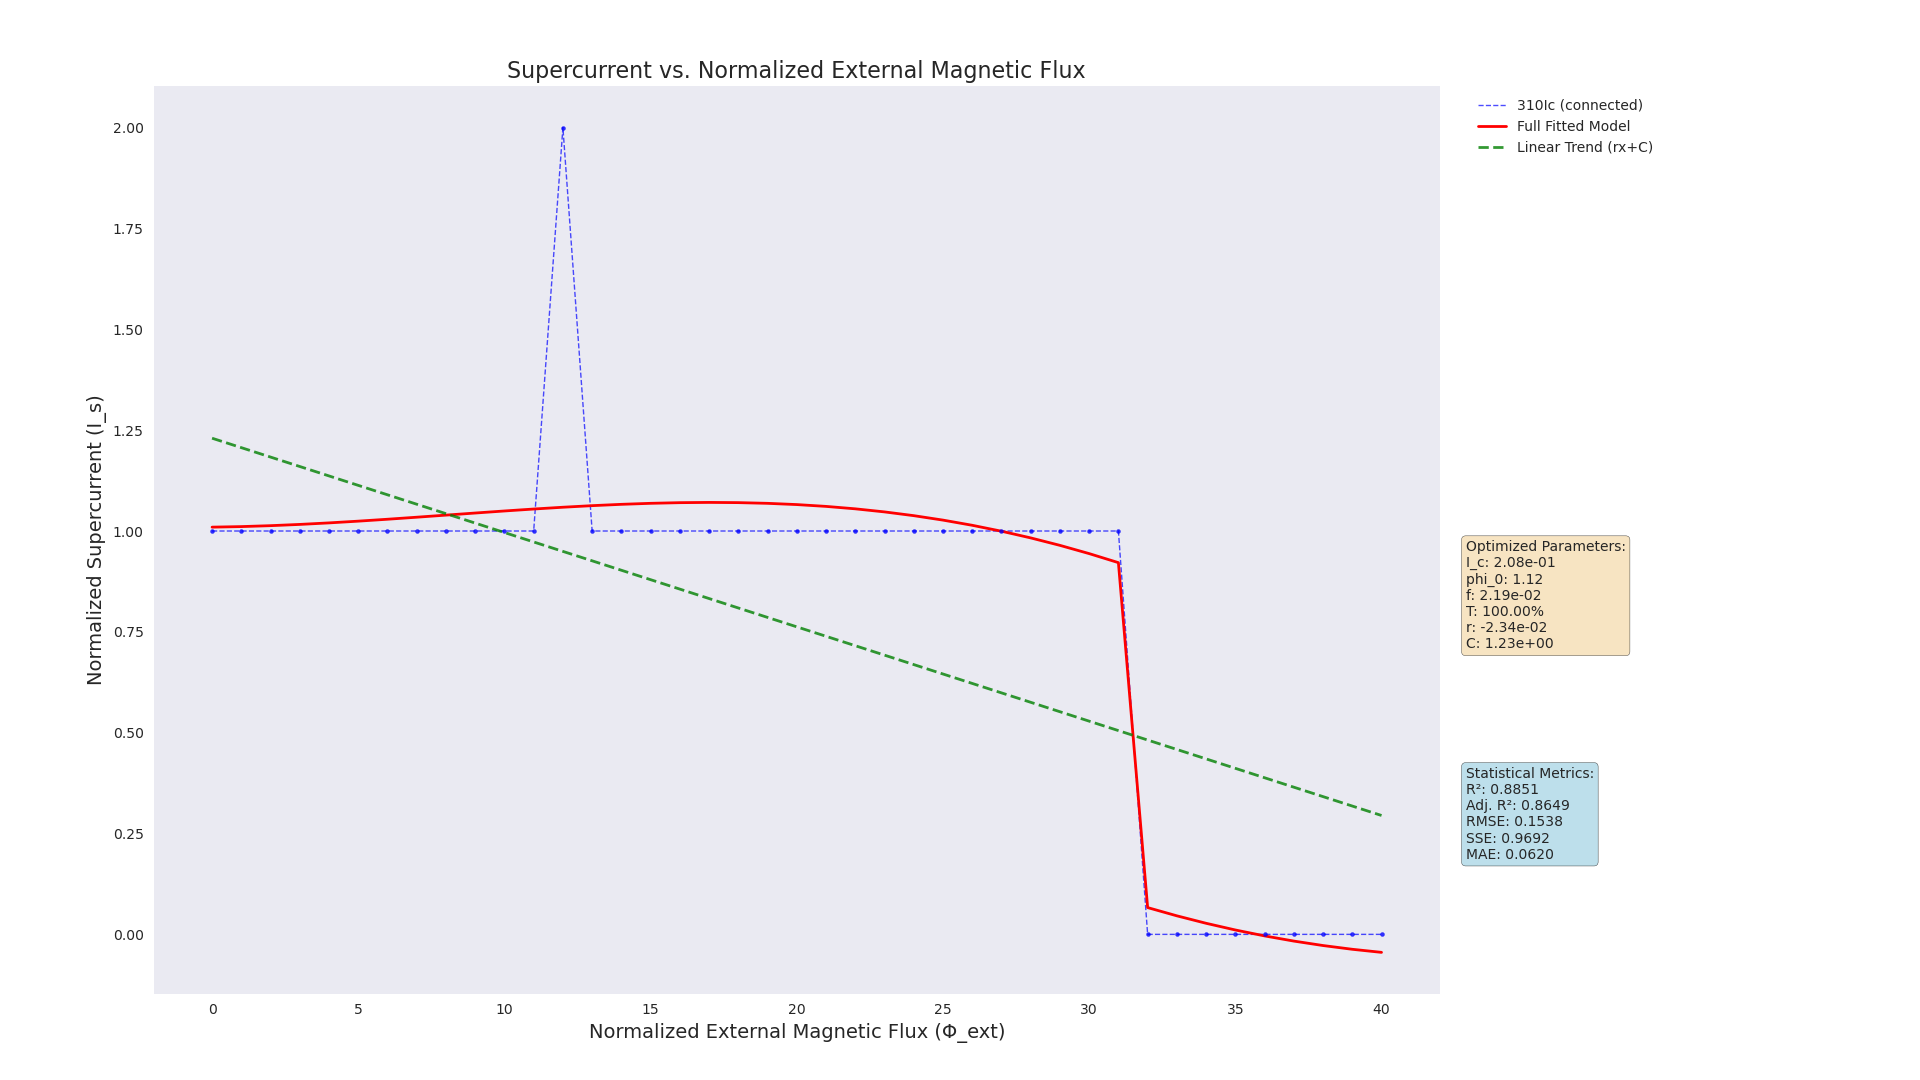 Supercurrent vs. Normalized External Magnetic Flux
310Ic (connected)
Full Fitted Model
Linear Trend (rx+C)
Normalized Supercurrent (I_s)
2.00
1.75
1.50
1.25
1.00
0.75
0.50
0.25
0.00
0 5 10 15 20 25 30 35 40
Normalized External Magnetic Flux (Φ_ext)
Optimized Parameters:
I_c: 2.08e-01
phi_0: 1.12
f: 2.19e-02
T: 100.00%
r: -2.34e-02
C: 1.23e+00
Statistical Metrics:
R²: 0.8851
Adj. R²: 0.8649
RMSE: 0.1538
SSE: 0.9692
MAE: 0.0620